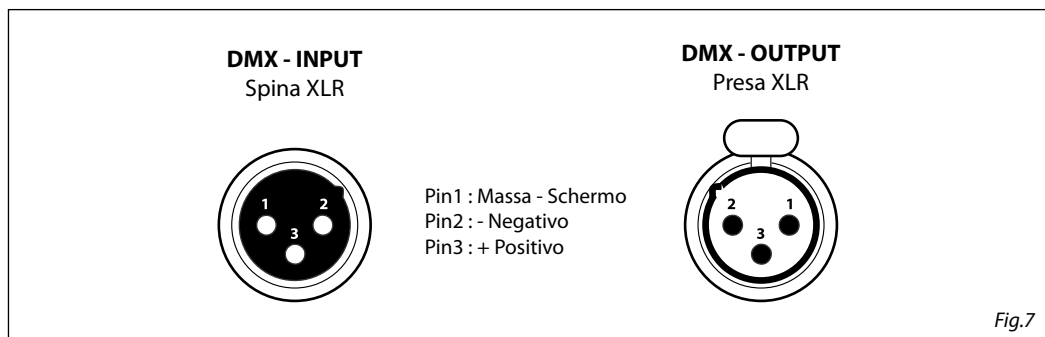 DMX - INPUT
Spina XLR
DMX - OUTPUT
Presa XLR
1 2
3
Pin1 : Massa - Schermo
Pin2 : - Negativo
Pin3 : + Positivo
2 1
3
Fig.7